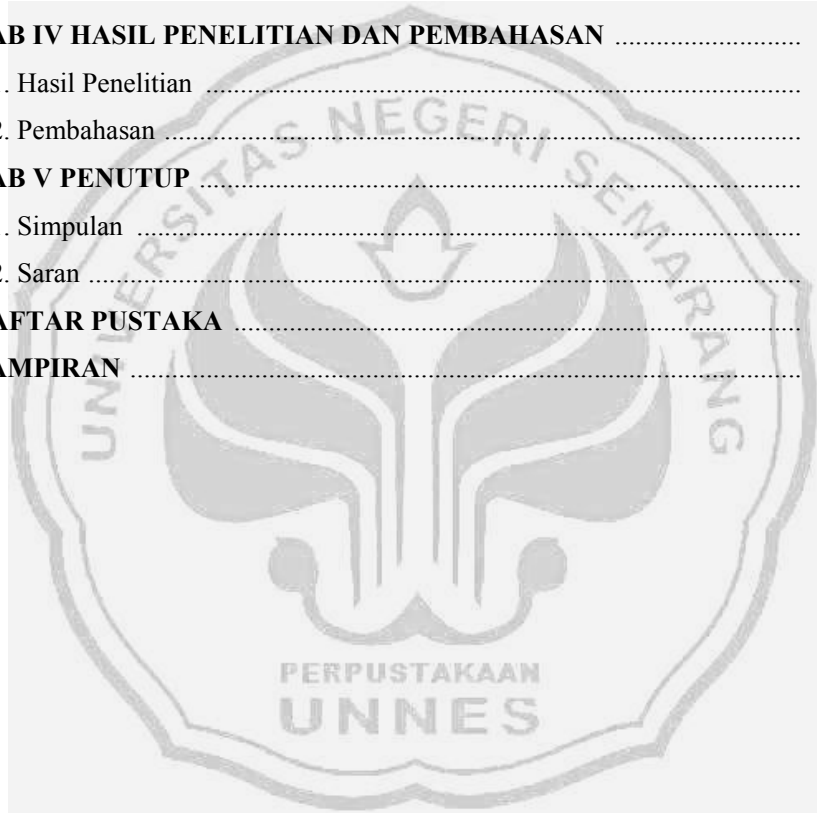 AB IV HASIL PENELITIAN DAN PEMBAHASAN ........................
. Hasil Penelitian ................................................................................
2. Pembahasan .....................................................................................
AB V PENUTUP .................................................................................
. Simpulan ..........................................................................................
2. Saran ................................................................................................
AFTAR PUSTAKA ............................................................................
AMPIRAN ..........................................................................................
UNIVERSITAS NEGERI SEMARANG
PERPUSTAKAAN
UNNES